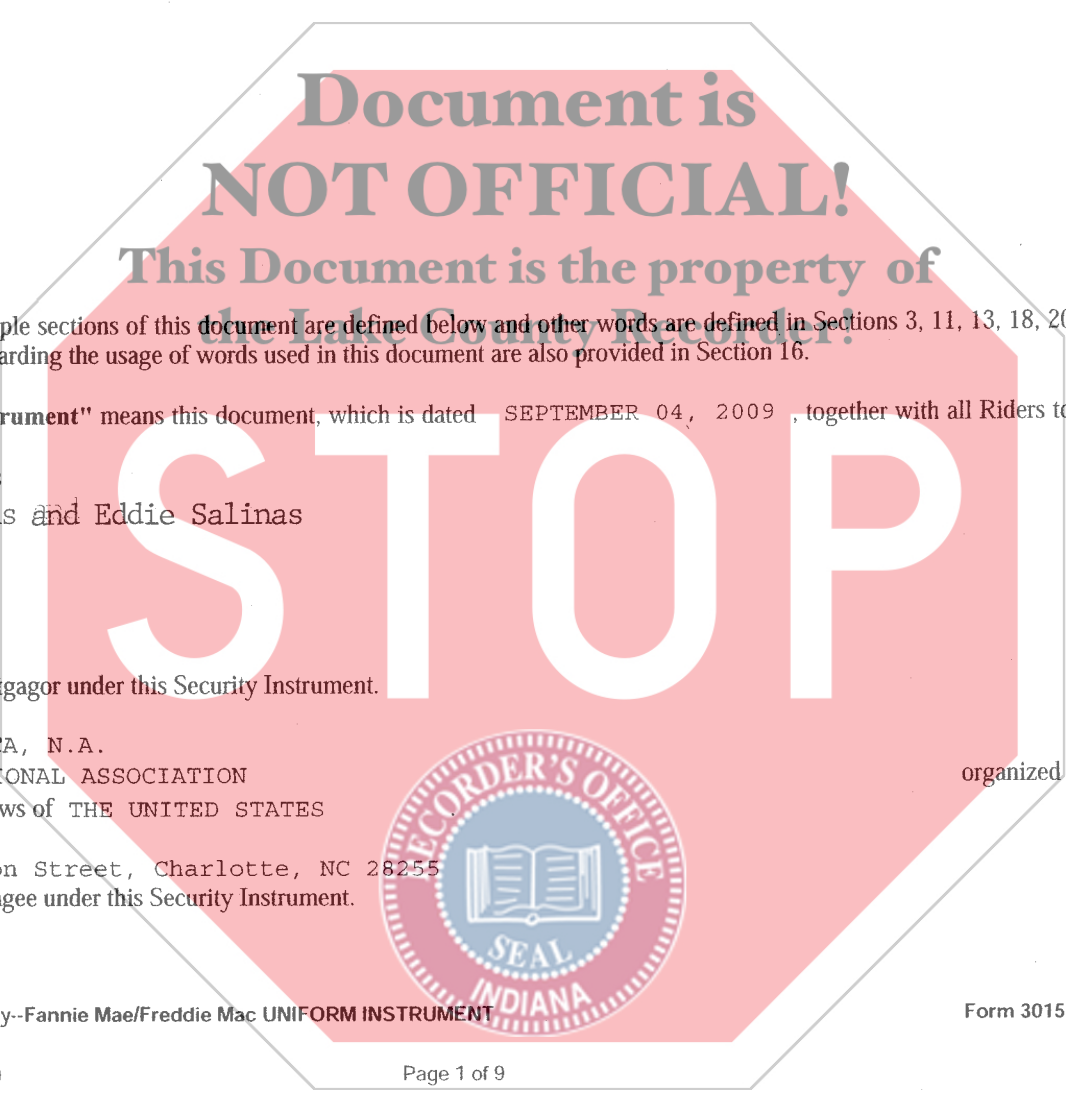 Document is
NOT OFFICIAL!
This Document is the property of
the Lake County Recorder!
ple sections of this document are defined below and other words are defined in Sections 3, 11, 13, 18, 20
arding the usage of words used in this document are also provided in Section 16.
rument" means this document, which is dated SEPTEMBER 04, 2009 , together with all Riders to
s and Eddie Salinas
STOP
tgagor under this Security Instrument.
A, N.A.
IONAL ASSOCIATION organized
ws of THE UNITED STATES
on Street, Charlotte, NC 28255
gee under this Security Instrument.
RECORDER'S OFFICE
SEAL
INDIANA
y--Fannie Mae/Freddie Mac UNIFORM INSTRUMENT Form 3015
Page 1 of 9